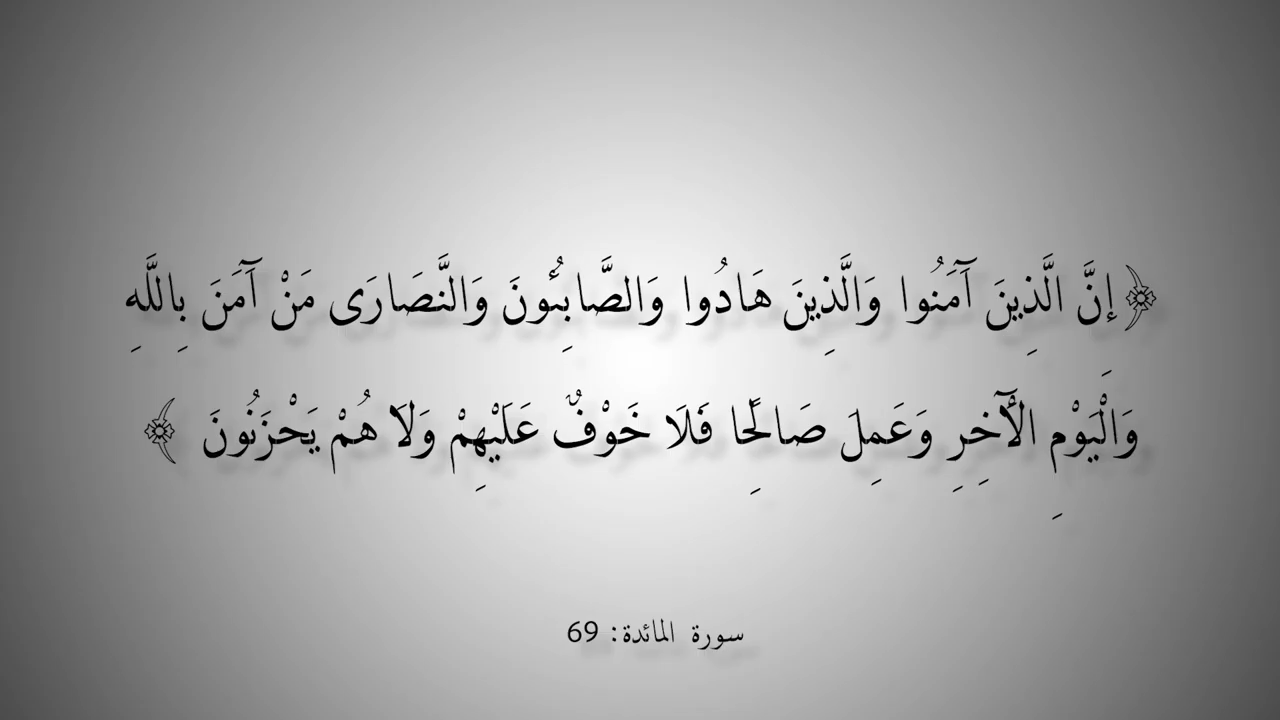 ﴿إِنَّ الَّذِينَ آمَنُوا وَالَّذِينَ هَادُوا وَالصَّابِئُونَ وَالنَّصَارَى مَنْ آمَنَ بِاللَّهِ
وَالْيَوْمِ الْآخِرِ وَعَمِلَ صَالِحًا فَلَا خَوْفٌ عَلَيْهِمْ وَلَا هُمْ يَحْزَنُونَ ﴾
سورة المائدة: 69